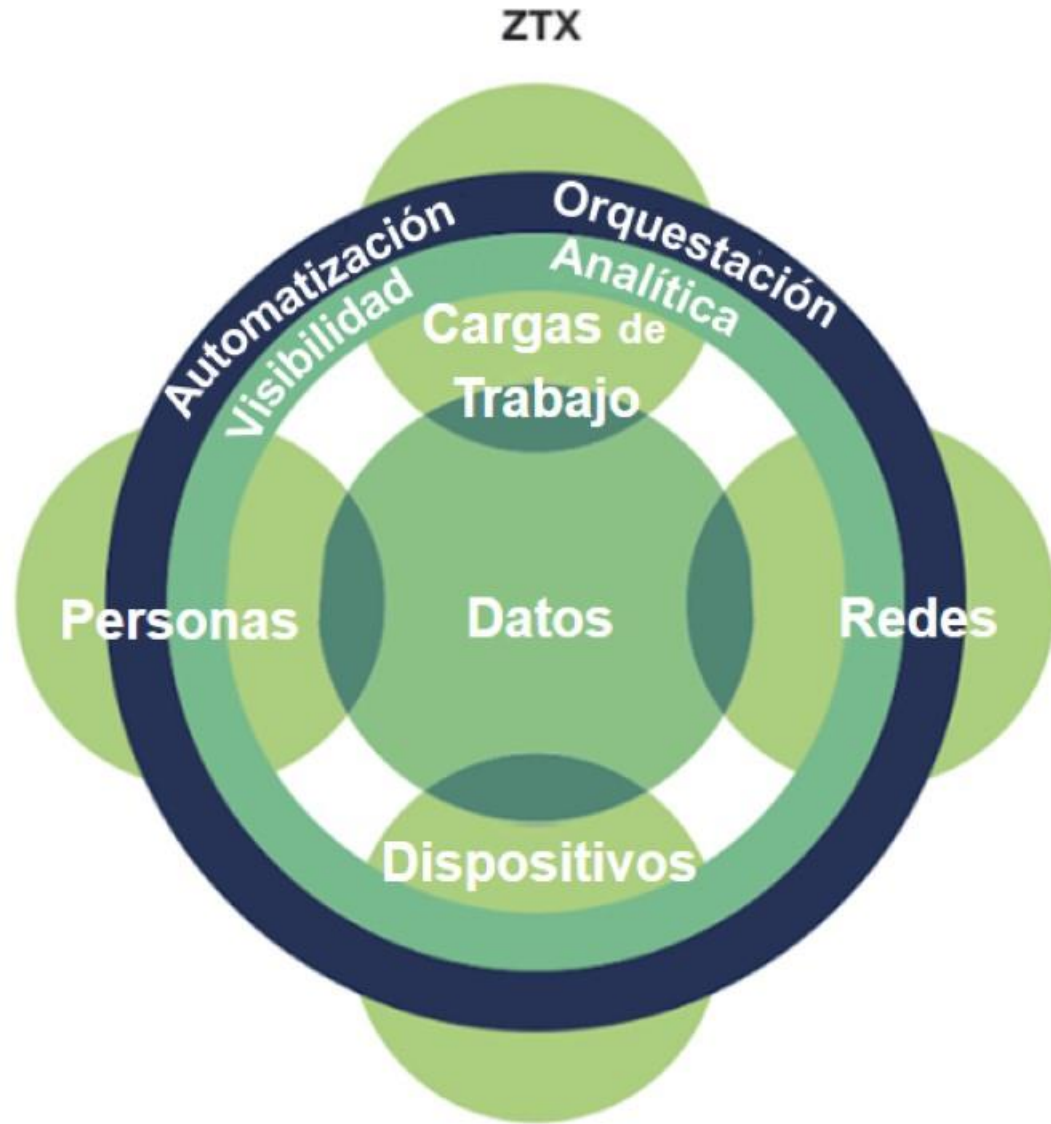 ZTX
Automatización
Orquestación
Visibilidad
Analítica
Cargas de
Trabajo
Personas
Datos
Redes
Dispositivos